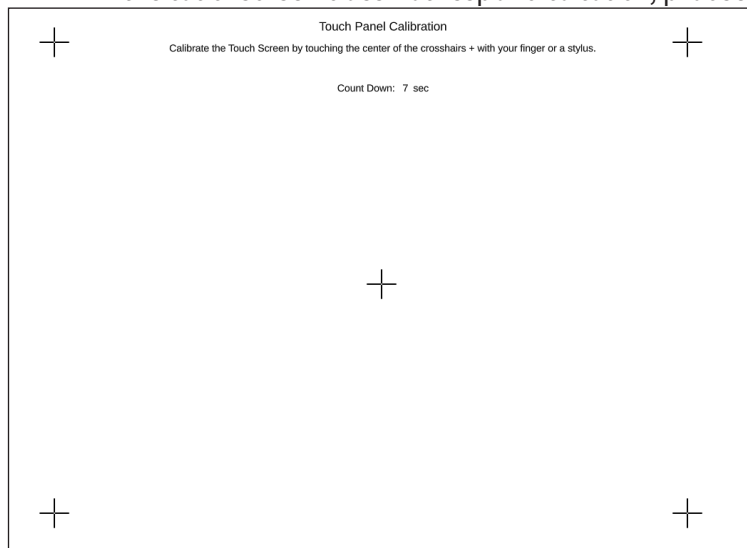 Touch Panel Calibration
Calibrate the Touch Screen by touching the center of the crosshairs + with your finger or a stylus.
Count Down: 7 sec